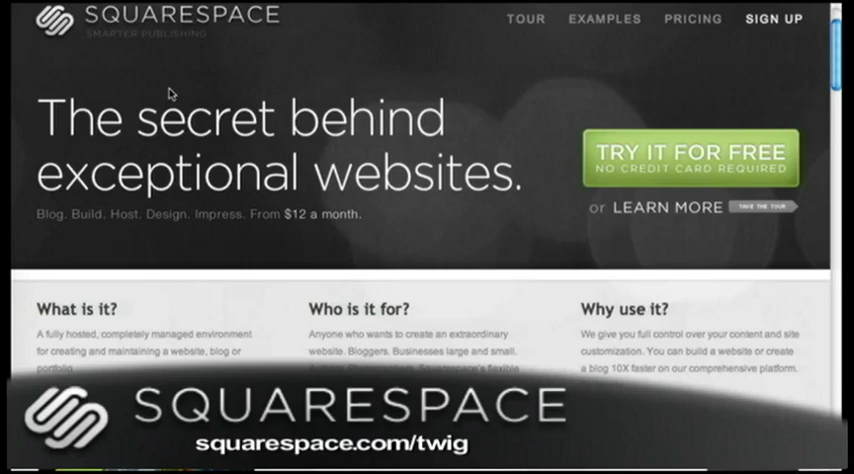 SQUARESPACE
SMARTER PUBLISHING
TOUR EXAMPLES PRICING SIGN UP
The secret behind
exceptional websites.
Blog. Build. Host. Design. Impress. From $12 a month.
TRY IT FOR FREE
NO CREDIT CARD REQUIRED
or LEARN MORE TAKE THE TOUR
What is it?
A fully hosted, completely managed environment
for creating and maintaining a website, blog or
portfolio.
Who is it for?
Anyone who wants to create an extraordinary
website. Bloggers. Businesses large and small.
Squarespace's flexible
Why use it?
We give you full control over your content and site
customization. You can build a website or create
a blog 10X faster on our comprehensive platform.
SQUARESPACE
squarespace.com/twig